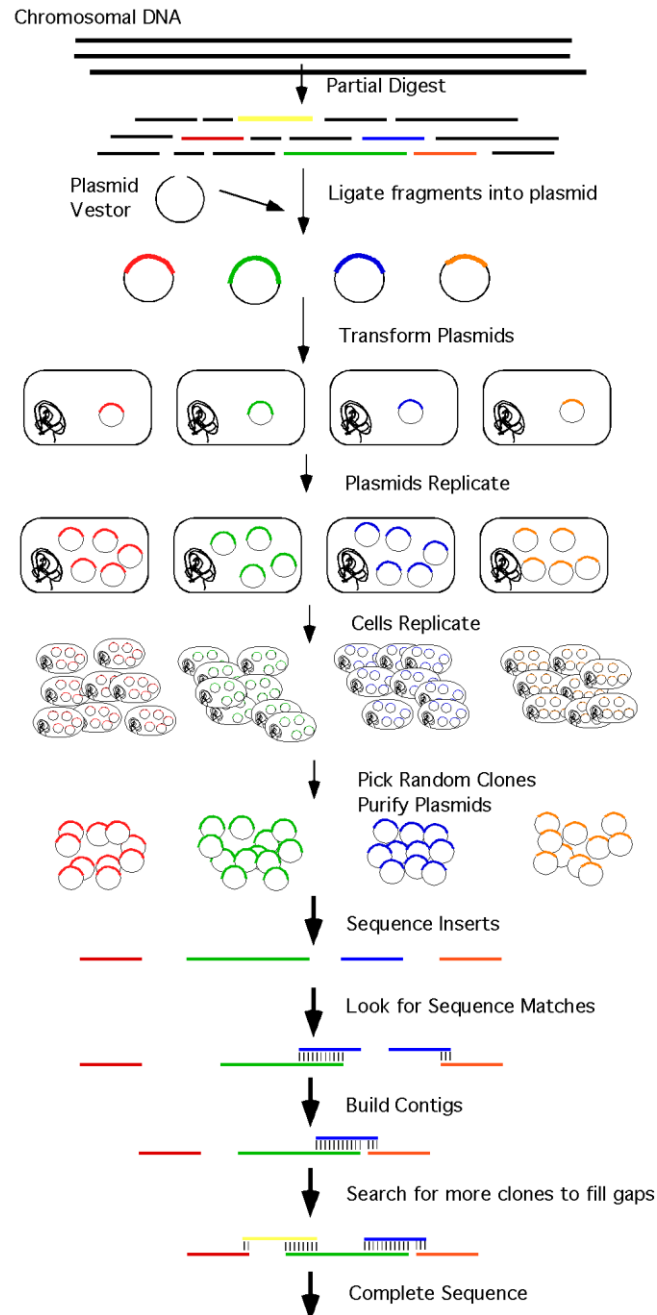 Chromosomal DNA
Partial Digest
Plasmid
Vestor
Ligate fragments into plasmid
Transform Plasmids
Plasmids Replicate
Cells Replicate
Pick Random Clones
Purify Plasmids
Sequence Inserts
Look for Sequence Matches
Build Contigs
Search for more clones to fill gaps
Complete Sequence